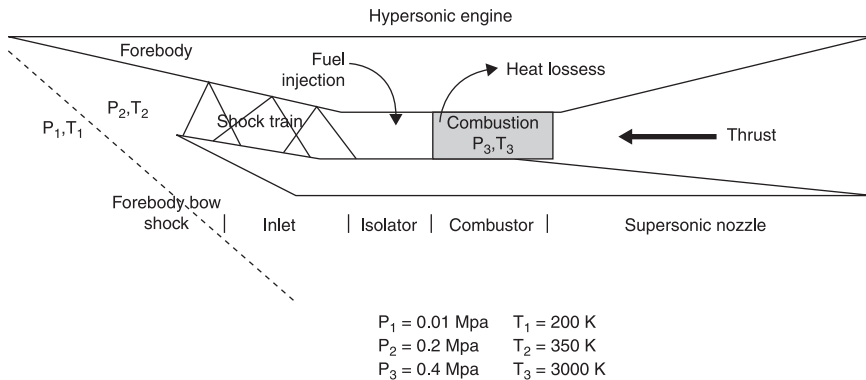 Hypersonic engine
Forebody
Fuel
injection
Heat lossess
P1,T1
P2,T2
Shock train
Combustion
P3,T3
Thrust
Forebody bow
shock
Inlet
Isolator
Combustor
Supersonic nozzle
P1 = 0.01 Mpa T1 = 200 K
P2 = 0.2 Mpa T2 = 350 K
P3 = 0.4 Mpa T3 = 3000 K